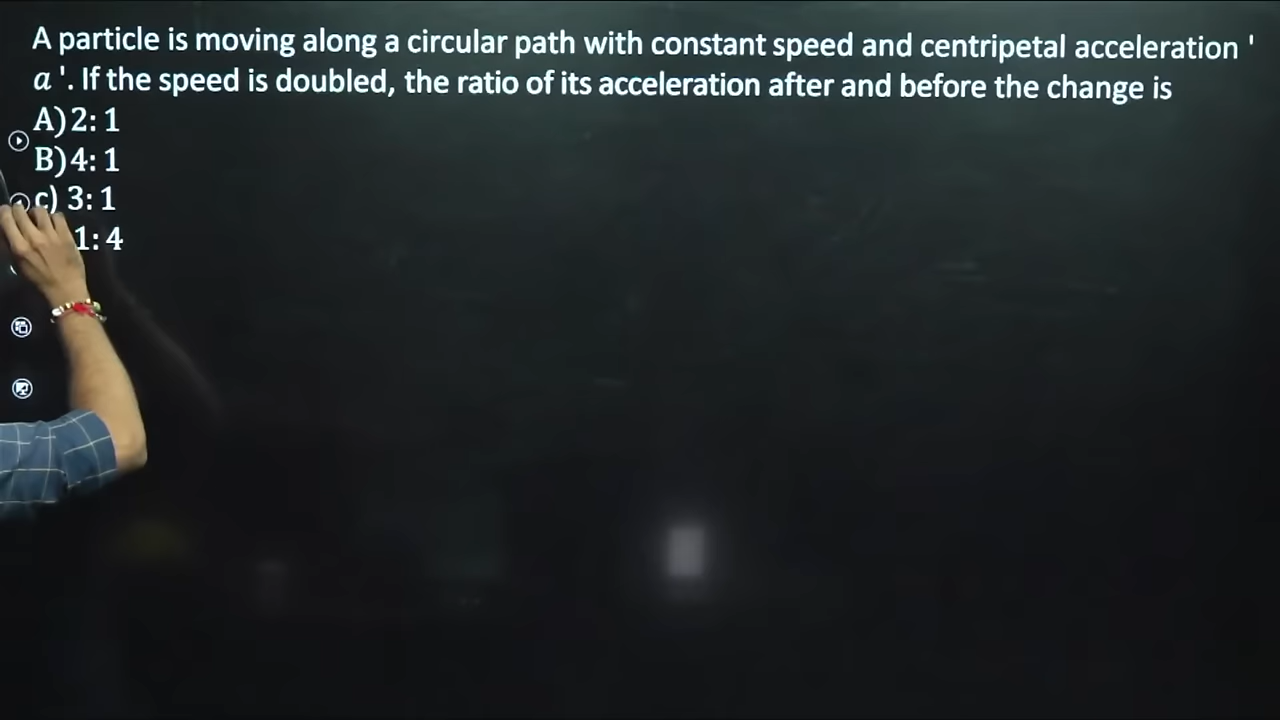 A particle is moving along a circular path with constant speed and centripetal acceleration '
a '. If the speed is doubled, the ratio of its acceleration after and before the change is
A) 2: 1
B) 4: 1
c) 3: 1
1: 4